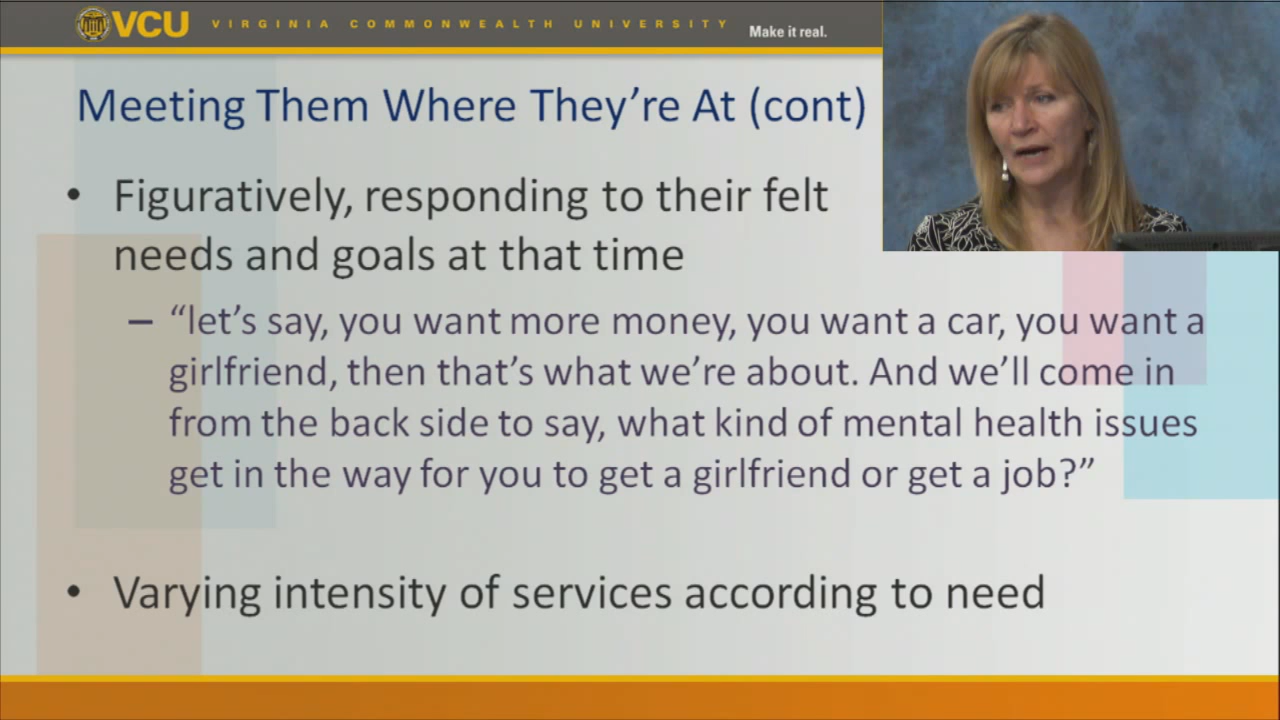 VCU VIRGINIA COMMONWEALTH UNIVERSITY Make it real.
Meeting Them Where They’re At (cont)
• Figuratively, responding to their felt
needs and goals at that time
– “let’s say, you want more money, you want a car, you want a
girlfriend, then that’s what we’re about. And we’ll come in
from the back side to say, what kind of mental health issues
get in the way for you to get a girlfriend or get a job?”
• Varying intensity of services according to need